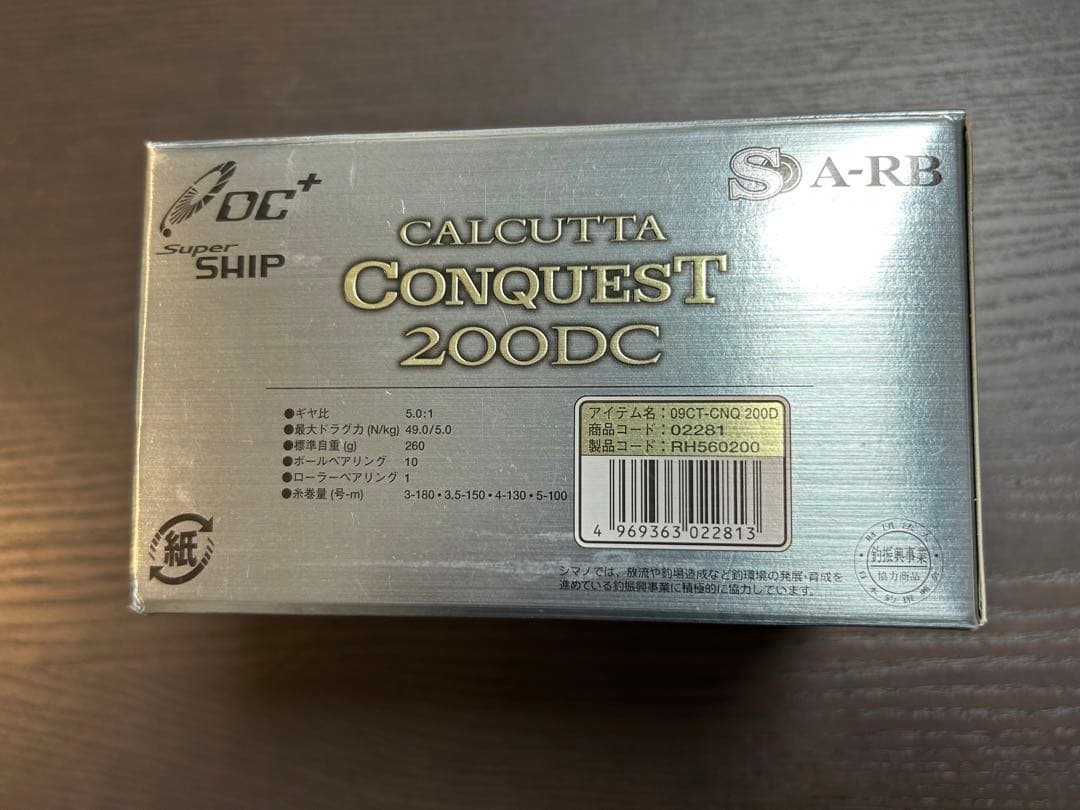 DC+
Super
SHIP
S A-RB
CALCUTTA
CONQUEST
200DC
●ギヤ比 5.0:1
●最大ドラグ力 (N/kg) 49.0/5.0
●標準自重 (g) 260
●ボールベアリング 10
●ローラーベアリング 1
●糸巻量 (号-m) 3-180・3.5-150・4-130・5-100
アイテム名：09CT-CNQ 200D
商品コード：02281
製品コード：RH560200
4 969363 022813
紙
シマノでは、放流や釣場造成など釣環境の発展・育成を
進めている釣振興事業に積極的に協力しています。
釣振興事業
協力商品